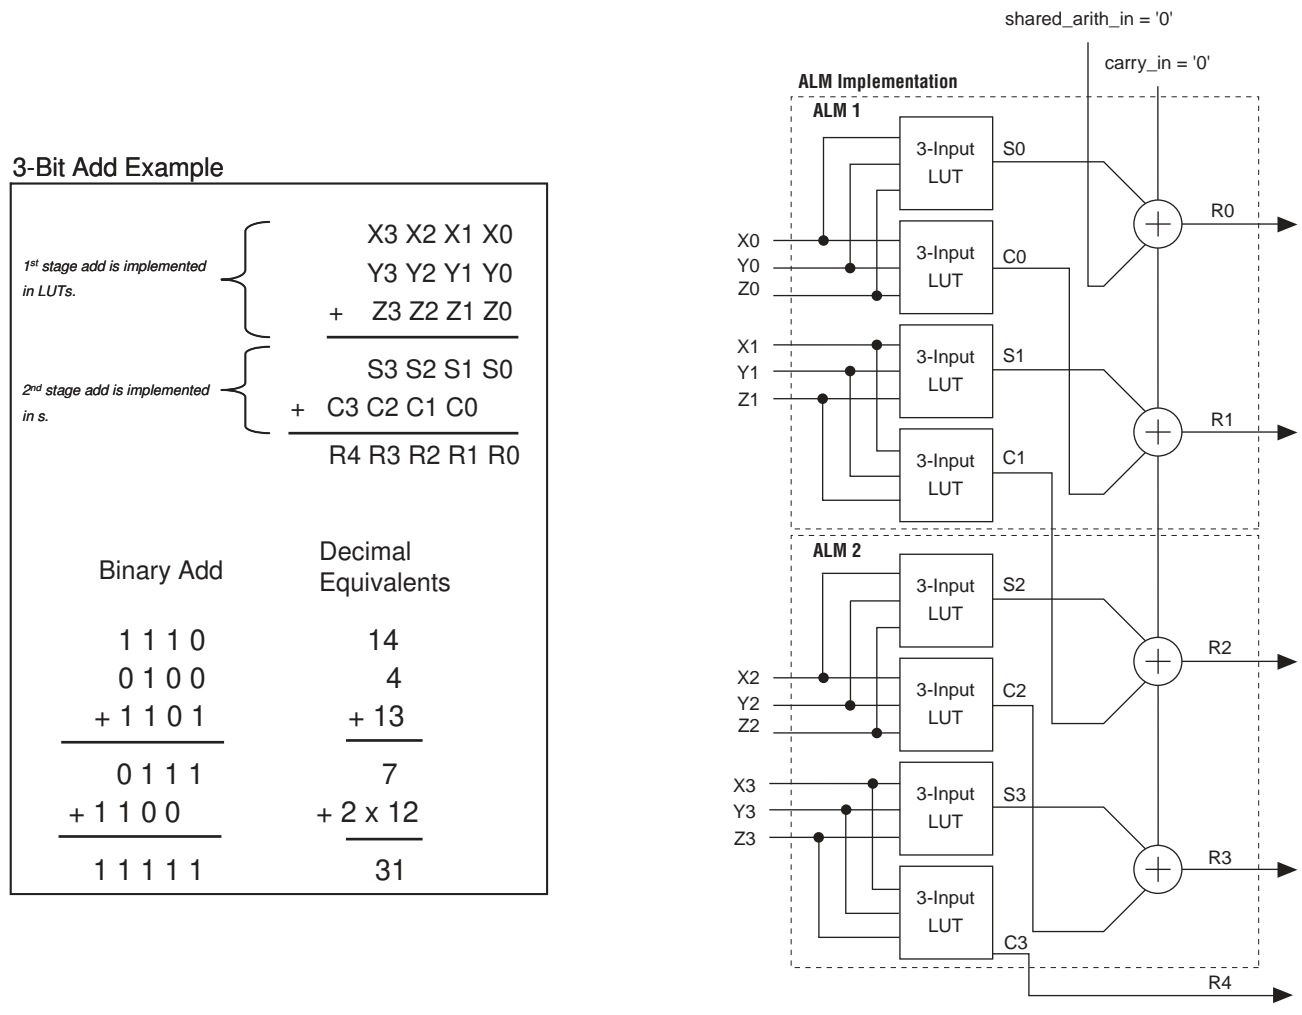 3-Bit Add Example
1st stage add is implemented
in LUTs.
X3 X2 X1 X0
Y3 Y2 Y1 Y0
+ Z3 Z2 Z1 Z0
2nd stage add is implemented
in s.
S3 S2 S1 S0
+ C3 C2 C1 C0
R4 R3 R2 R1 R0
Binary Add
Decimal
Equivalents
1 1 1 0
14
0 1 0 0
4
+ 1 1 0 1
+ 13
0 1 1 1
7
+ 1 1 0 0
+ 2 x 12
1 1 1 1 1
31
shared_arith_in = '0'
carry_in = '0'
ALM Implementation
ALM 1
3-Input
LUT
S0
R0
X0
Y0
Z0
3-Input
LUT
C0
X1
Y1
Z1
3-Input
LUT
S1
R1
3-Input
LUT
C1
ALM 2
3-Input
LUT
S2
R2
X2
Y2
Z2
3-Input
LUT
C2
X3
Y3
Z3
3-Input
LUT
S3
R3
3-Input
LUT
C3
R4